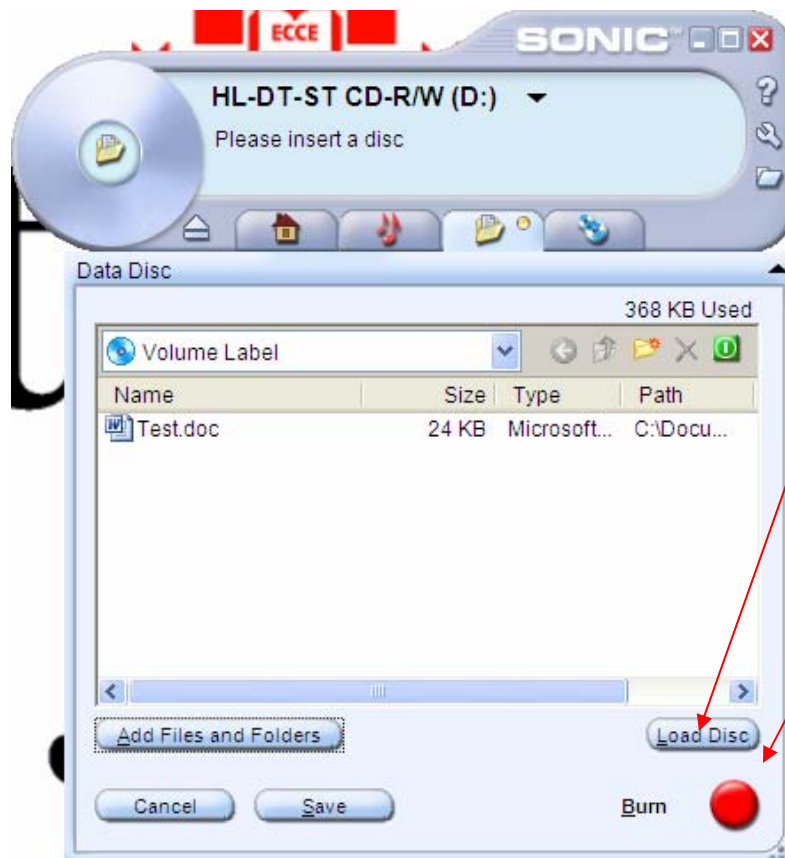 ECCE
SONIC
HL-DT-ST CD-R/W (D:)
Please insert a disc
Data Disc
368 KB Used
Volume Label
Name Size Type Path
Test.doc 24 KB Microsoft... C:\Docu...
Add Files and Folders Load Disc
Cancel Save Burn